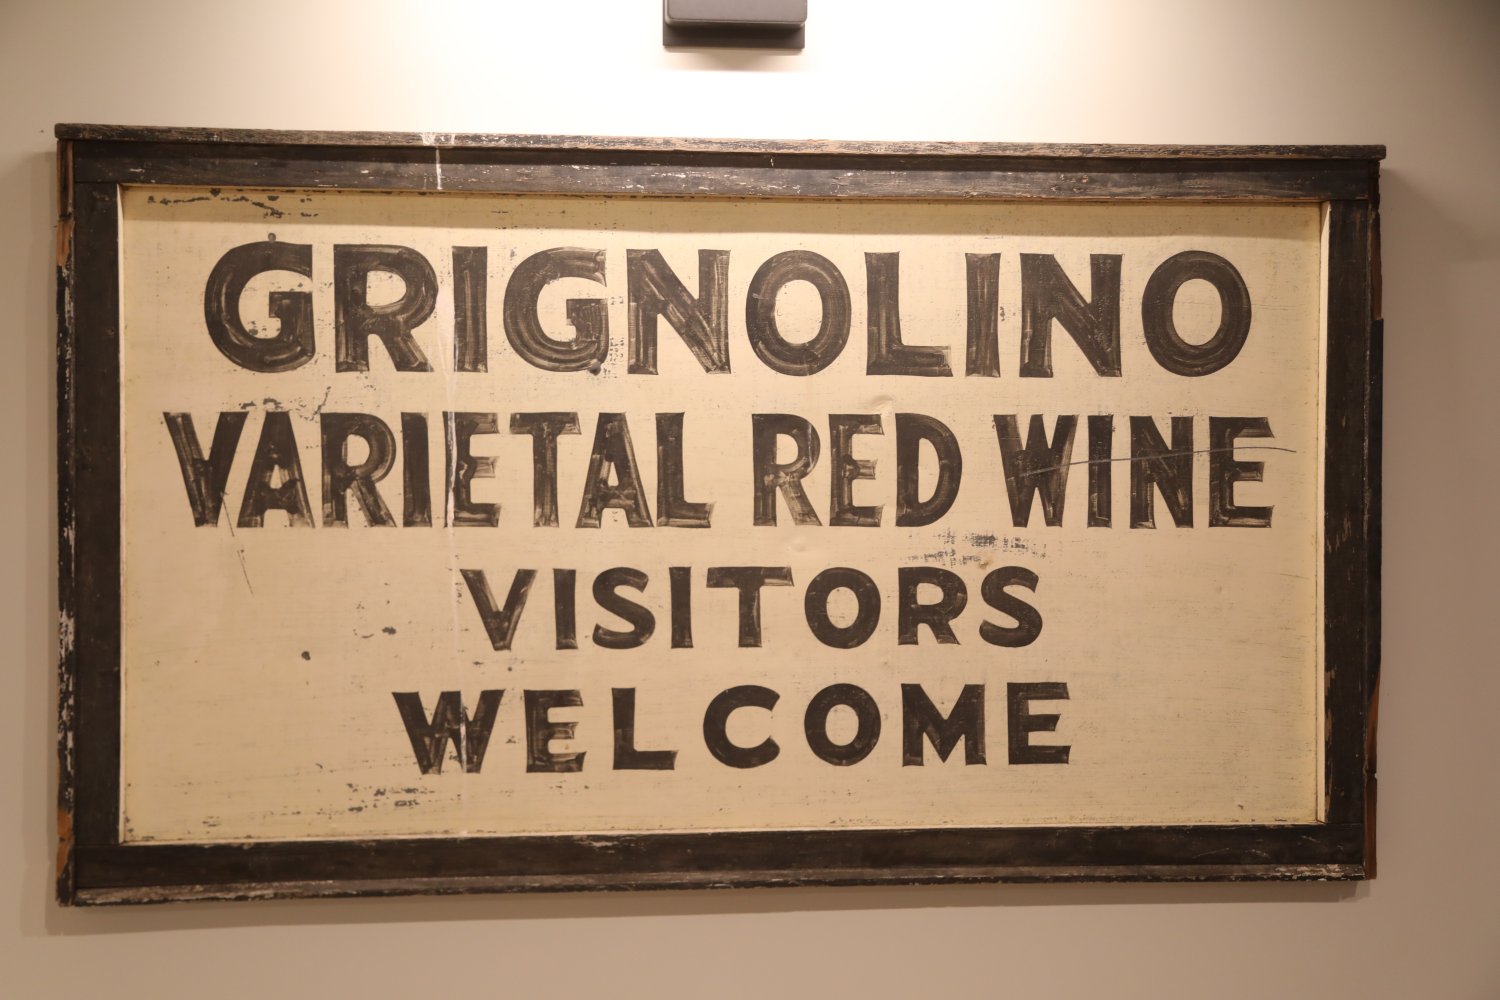 GRIGNOLINO
VARIETAL RED WINE
VISITORS
WELCOME